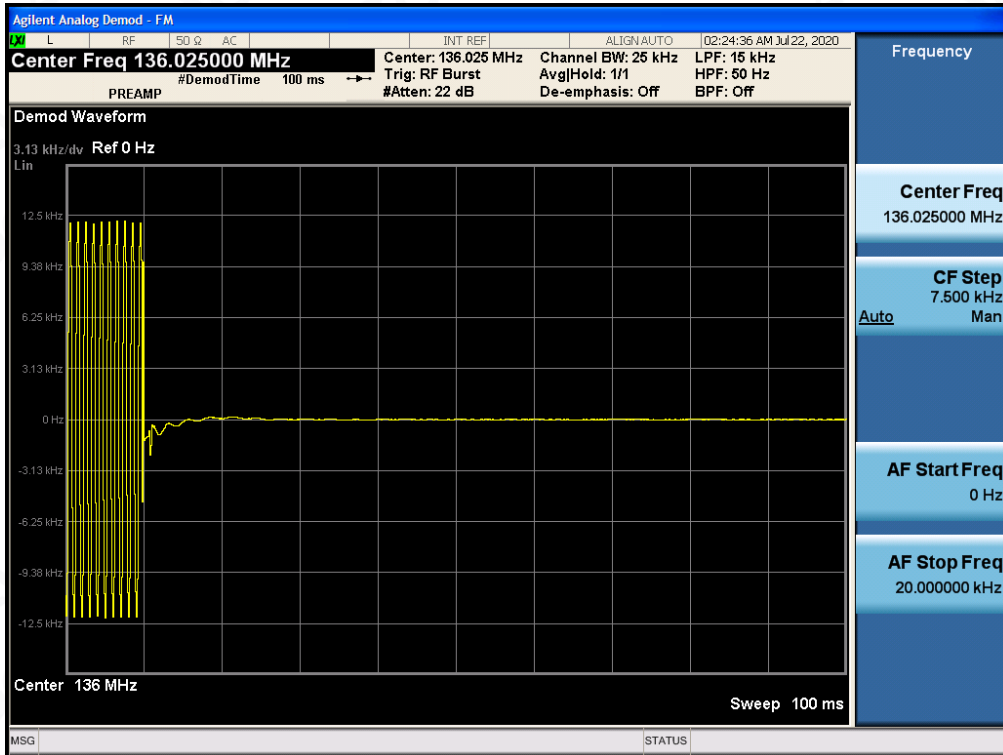 Agilent Analog Demod - FM
LXI L RF 50 Ω AC INT REF ALIGN AUTO 02:24:36 AM Jul 22, 2020
Center Freq 136.025000 MHz
#DemodTime 100 ms
PREAMP
Center: 136.025 MHz Channel BW: 25 kHz LPF: 15 kHz
Trig: RF Burst Avg|Hold: 1/1 HPF: 50 Hz
#Atten: 22 dB De-emphasis: Off BPF: Off
Demod Waveform
3.13 kHz/dv Ref 0 Hz
Lin
12.5 kHz
9.38 kHz
6.25 kHz
3.13 kHz
0 Hz
-3.13 kHz
-6.25 kHz
-9.38 kHz
-12.5 kHz
Center 136 MHz
Sweep 100 ms
Frequency
Center Freq
136.025000 MHz
CF Step
7.500 kHz
Auto Man
AF Start Freq
0 Hz
AF Stop Freq
20.000000 kHz
MSG STATUS